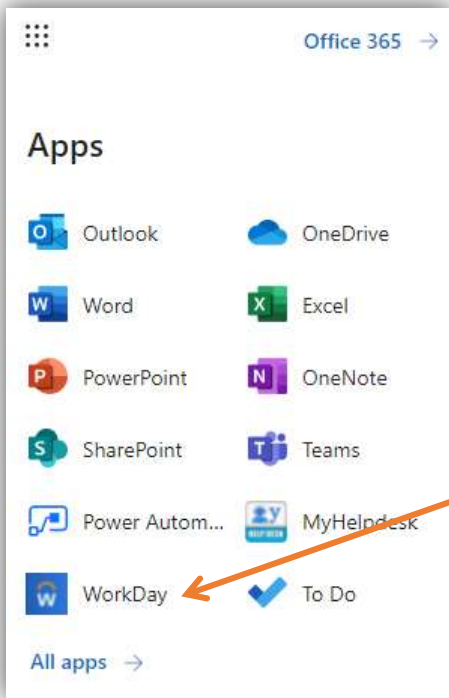 Office 365 →
Apps
Outlook OneDrive
Word Excel
PowerPoint OneNote
SharePoint Teams
Power Autom... MyHelpdesk
WorkDay To Do
All apps →